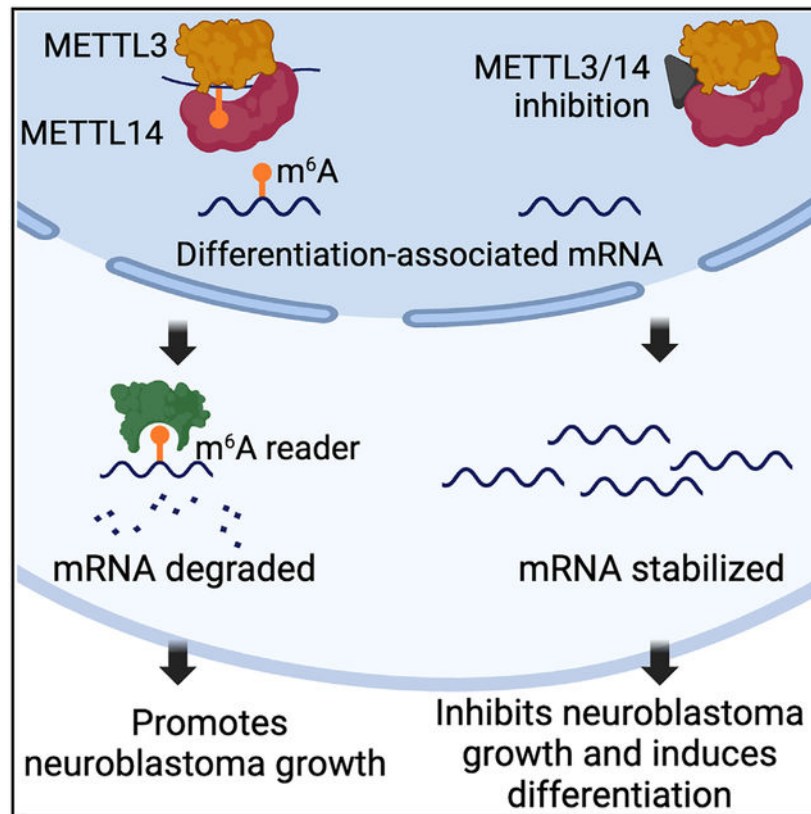 METTL3
METTL14
METTL3/14
inhibition
m⁶A
Differentiation-associated mRNA
m⁶A reader
mRNA degraded
mRNA stabilized
Promotes
neuroblastoma growth
Inhibits neuroblastoma
growth and induces
differentiation